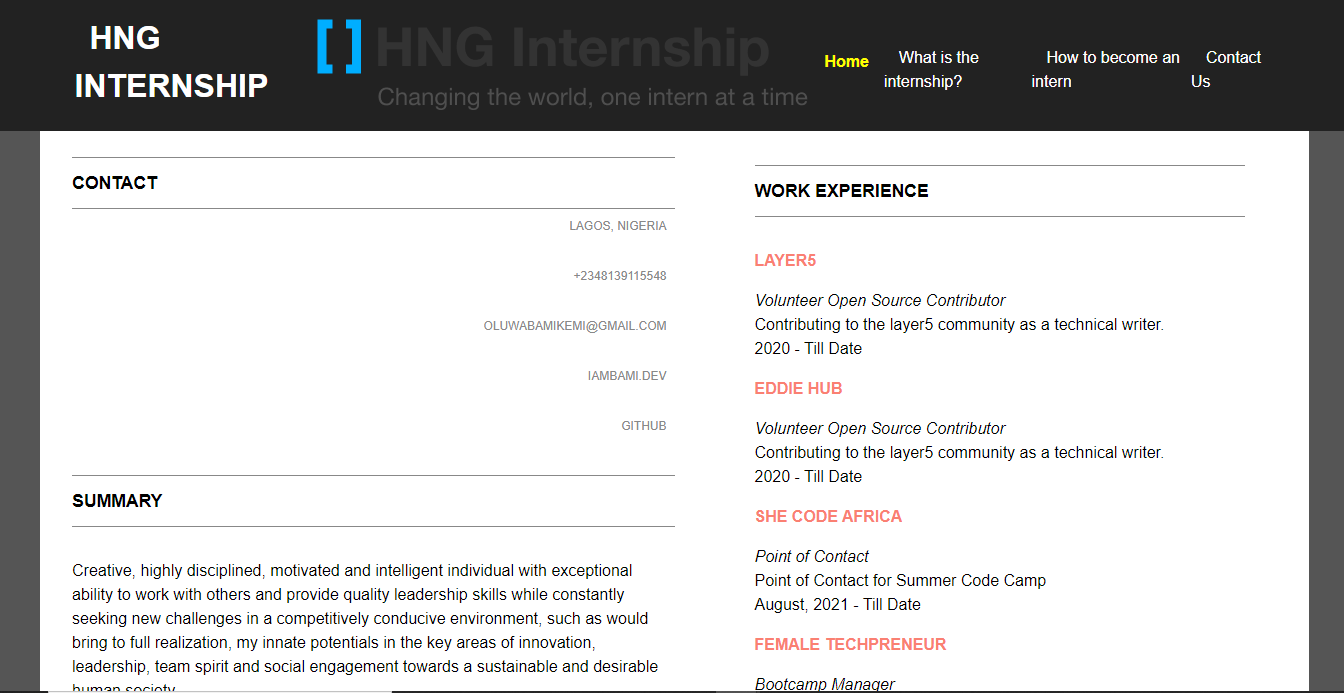 HNG
INTERNSHIP
[ ] HNG Internship
Changing the world, one intern at a time
Home
What is the
internship?
How to become an
intern
Contact
Us
CONTACT
LAGOS, NIGERIA
+2348139115548
OLUWABAMIKEMI@GMAIL.COM
IAMBAMI.DEV
GITHUB
SUMMARY
Creative, highly disciplined, motivated and intelligent individual with exceptional
ability to work with others and provide quality leadership skills while constantly
seeking new challenges in a competitively conducive environment, such as would
bring to full realization, my innate potentials in the key areas of innovation,
leadership, team spirit and social engagement towards a sustainable and desirable
human society
WORK EXPERIENCE
LAYER5
Volunteer Open Source Contributor
Contributing to the layer5 community as a technical writer.
2020 - Till Date
EDDIE HUB
Volunteer Open Source Contributor
Contributing to the layer5 community as a technical writer.
2020 - Till Date
SHE CODE AFRICA
Point of Contact
Point of Contact for Summer Code Camp
August, 2021 - Till Date
FEMALE TECHPRENEUR
Bootcamp Manager